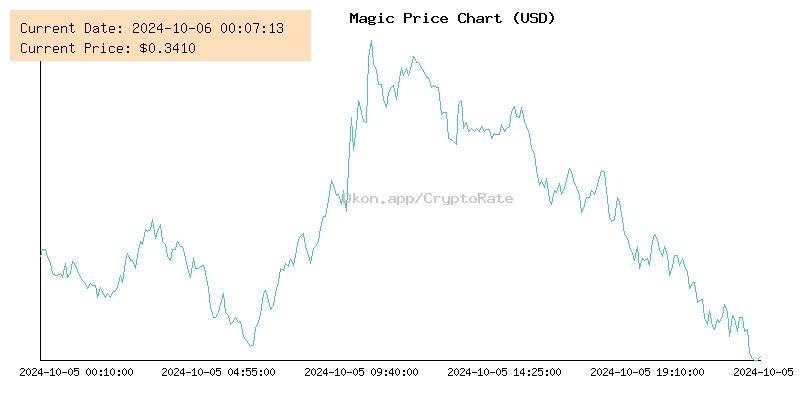 Magic Price Chart (USD)
Current Date: 2024-10-06 00:07:13
Current Price: $0.3410
Okon.app/CryptoRate
2024-10-05 00:10:00 2024-10-05 04:55:00 2024-10-05 09:40:00 2024-10-05 14:25:00 2024-10-05 19:10:00 2024-10-05